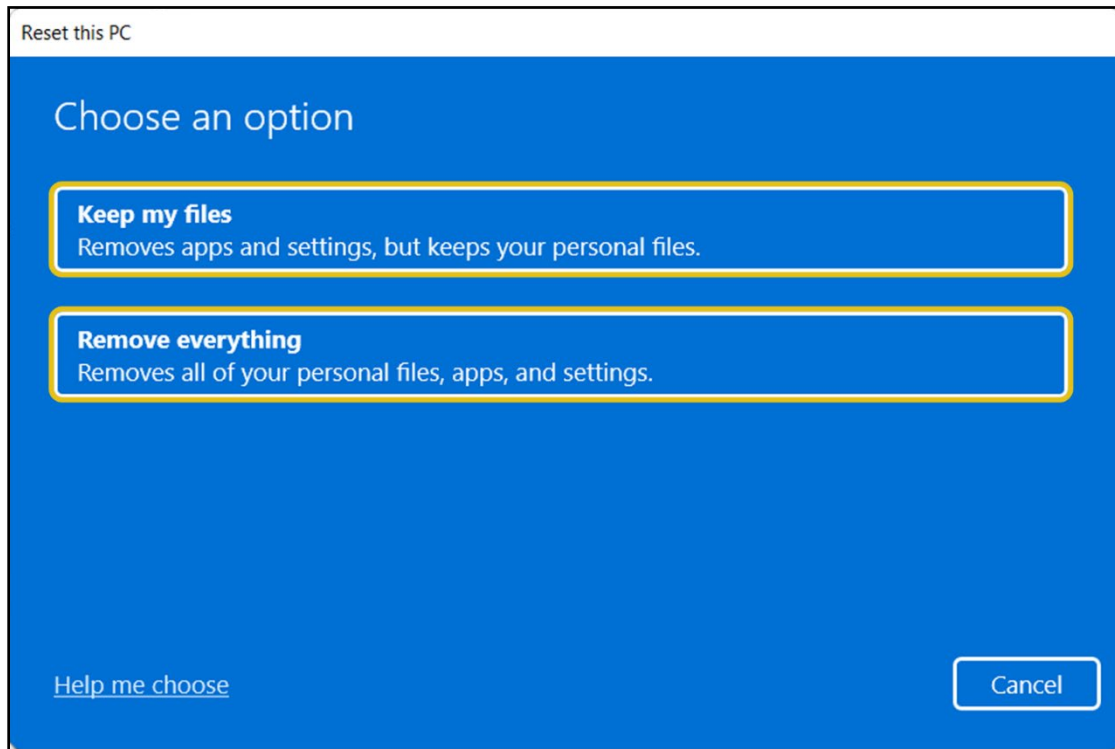 Reset this PC
Choose an option
Keep my files
Removes apps and settings, but keeps your personal files.
Remove everything
Removes all of your personal files, apps, and settings.
Help me choose
Cancel